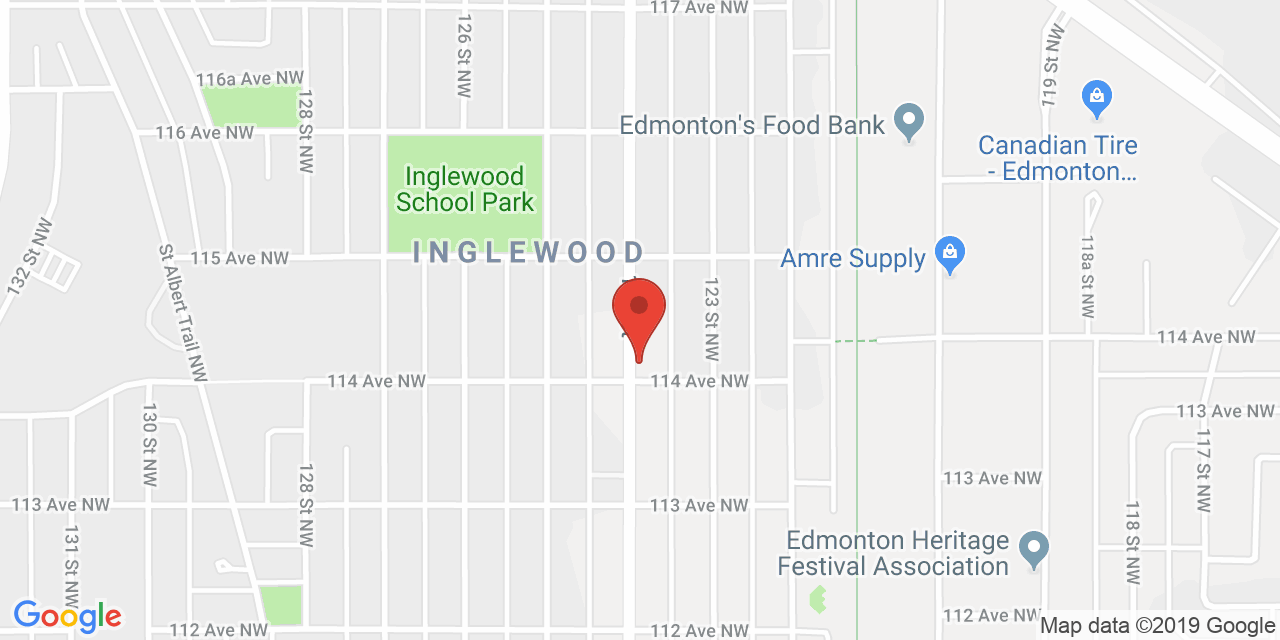 117 Ave NW
126 St NW
119 St NW
116a Ave NW
128 St NW
116 Ave NW
Edmonton's Food Bank
Canadian Tire
- Edmonton...
Inglewood
School Park
132 St NW
115 Ave NW
INGLEWOOD
Amre Supply
118a St NW
St Albert Trail NW
123 St NW
114 Ave NW
114 Ave NW
114 Ave NW
130 St NW
113 Ave NW
117 St NW
128 St NW
113 Ave NW
113 Ave NW
113 Ave NW
131 St NW
118 St NW
Edmonton Heritage
Festival Association
Google
112 Ave NW
112 Ave NW
112 Ave NW
Map data ©2019 Google